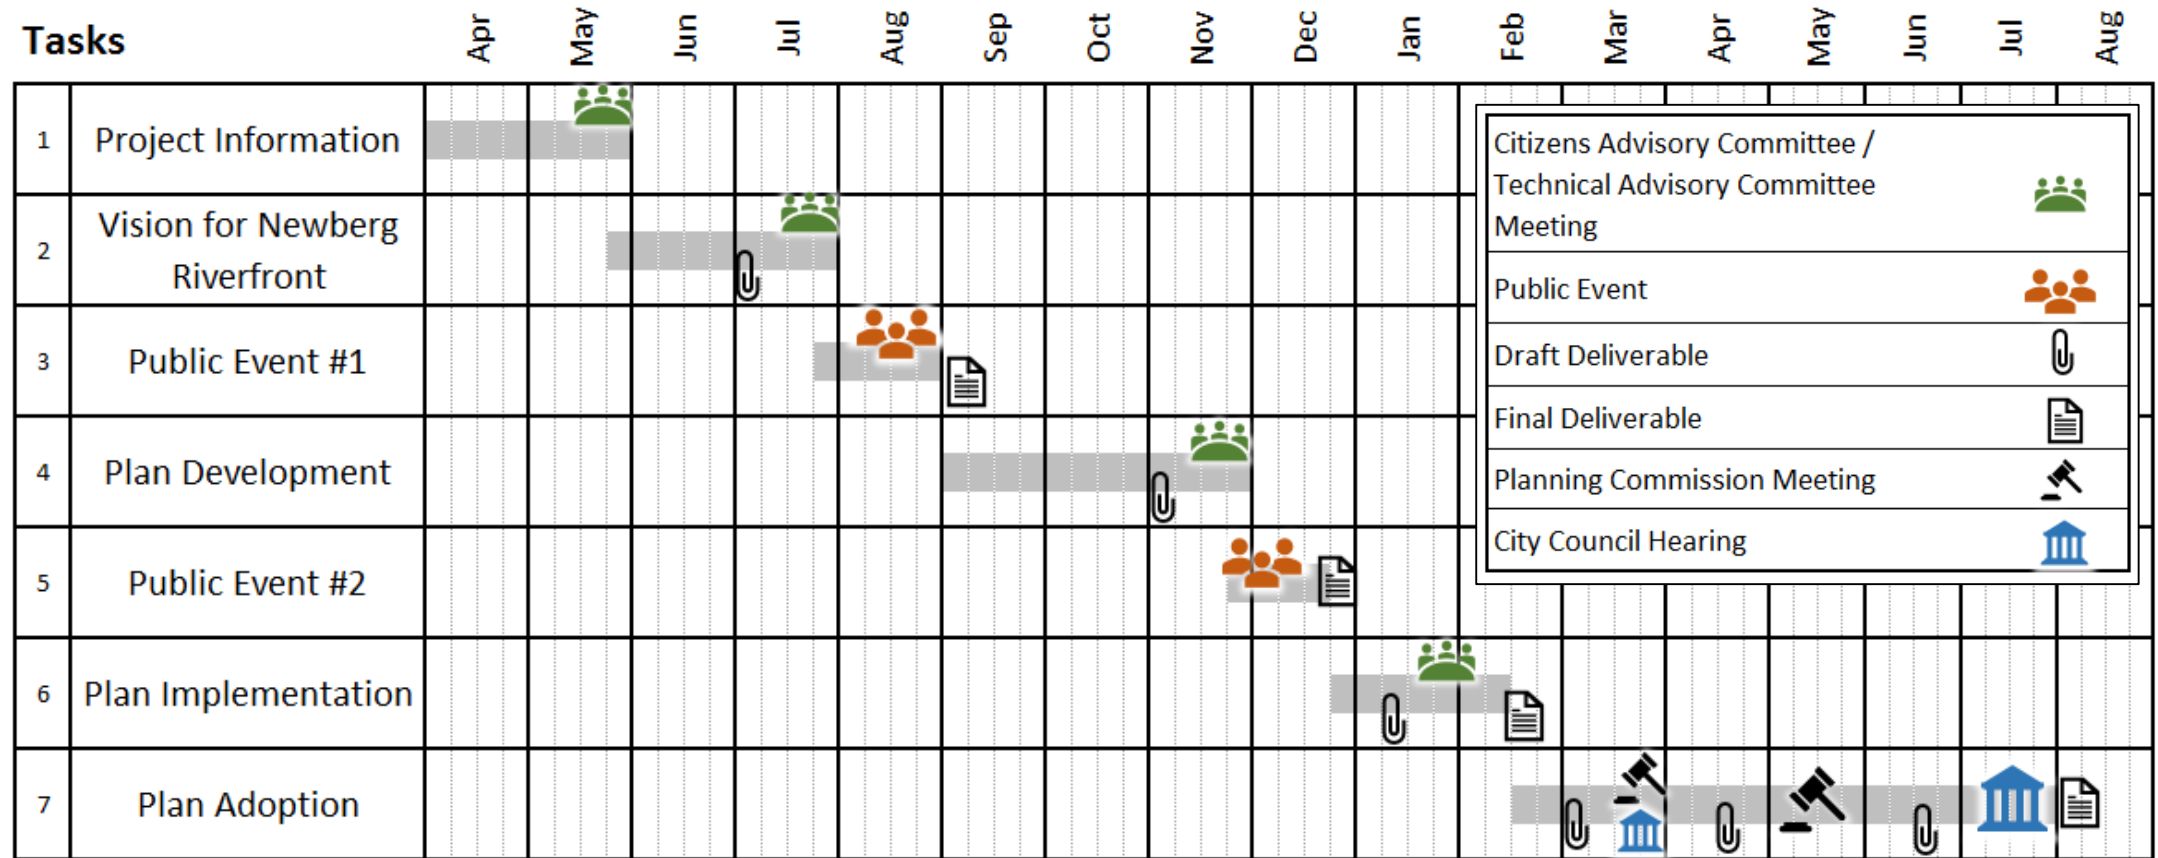 Tasks
Apr May Jun Jul Aug Sep Oct Nov Dec Jan Feb Mar Apr May Jun Jul Aug
1 Project Information
2 Vision for Newberg
Riverfront
3 Public Event #1
4 Plan Development
5 Public Event #2
6 Plan Implementation
7 Plan Adoption
Citizens Advisory Committee /
Technical Advisory Committee
Meeting
Public Event
Draft Deliverable
Final Deliverable
Planning Commission Meeting
City Council Hearing